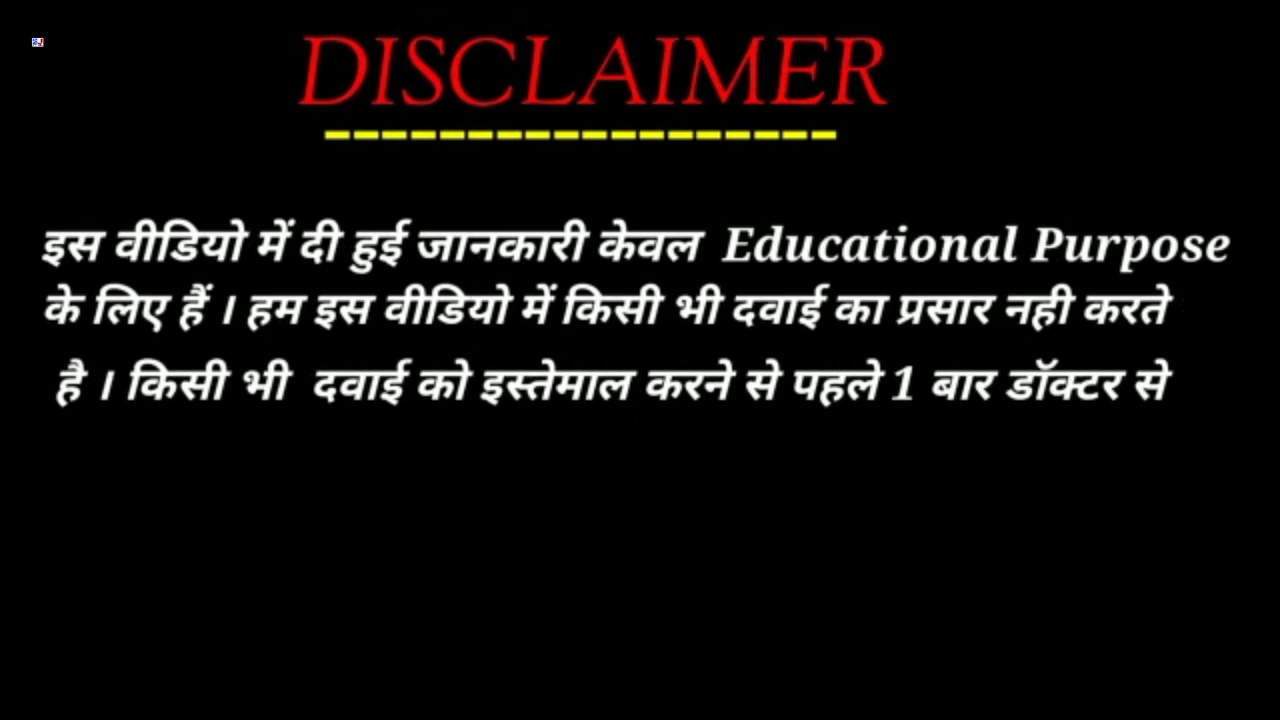 DISCLAIMER
इस वीडियो में दी हुई जानकारी केवल Educational Purpose
के लिए हैं । हम इस वीडियो में किसी भी दवाई का प्रसार नही करते
है । किसी भी दवाई को इस्तेमाल करने से पहले 1 बार डॉक्टर से